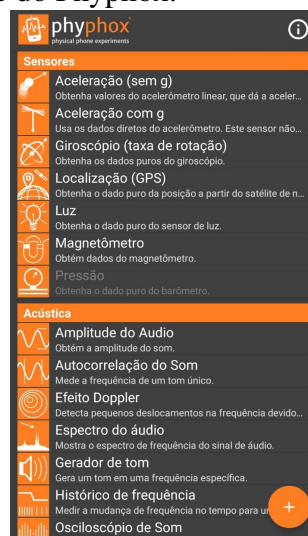 do Phyphox.
phyphox
physical phone experiments
Sensores
Aceleração (sem g)
Obtenha valores do acelerômetro linear, que dá a aceler...
Aceleração com g
Usa os dados diretos do acelerômetro. Este sensor não...
Giroscópio (taxa de rotação)
Obtenha os dados puros do giroscópio.
Localização (GPS)
Obtenha o dado puro da posição a partir do satélite de n...
Luz
Obtenha o dado puro do sensor de luz.
Magnetômetro
Obtém dados do magnetômetro.
Pressão
Obtenha o dado puro do barômetro.
Acústica
Amplitude do Audio
Obtém a amplitude do som.
Autocorrelação do Som
Mede a frequência de um tom único.
Efeito Doppler
Detecta pequenos deslocamentos na frequência devido...
Espectro do áudio
Mostra o espectro de frequência do sinal de áudio.
Gerador de tom
Gera um tom em uma frequência específica.
Histórico de frequência
Medir a mudança de frequência no tempo para
+
Osciloscópio de Som